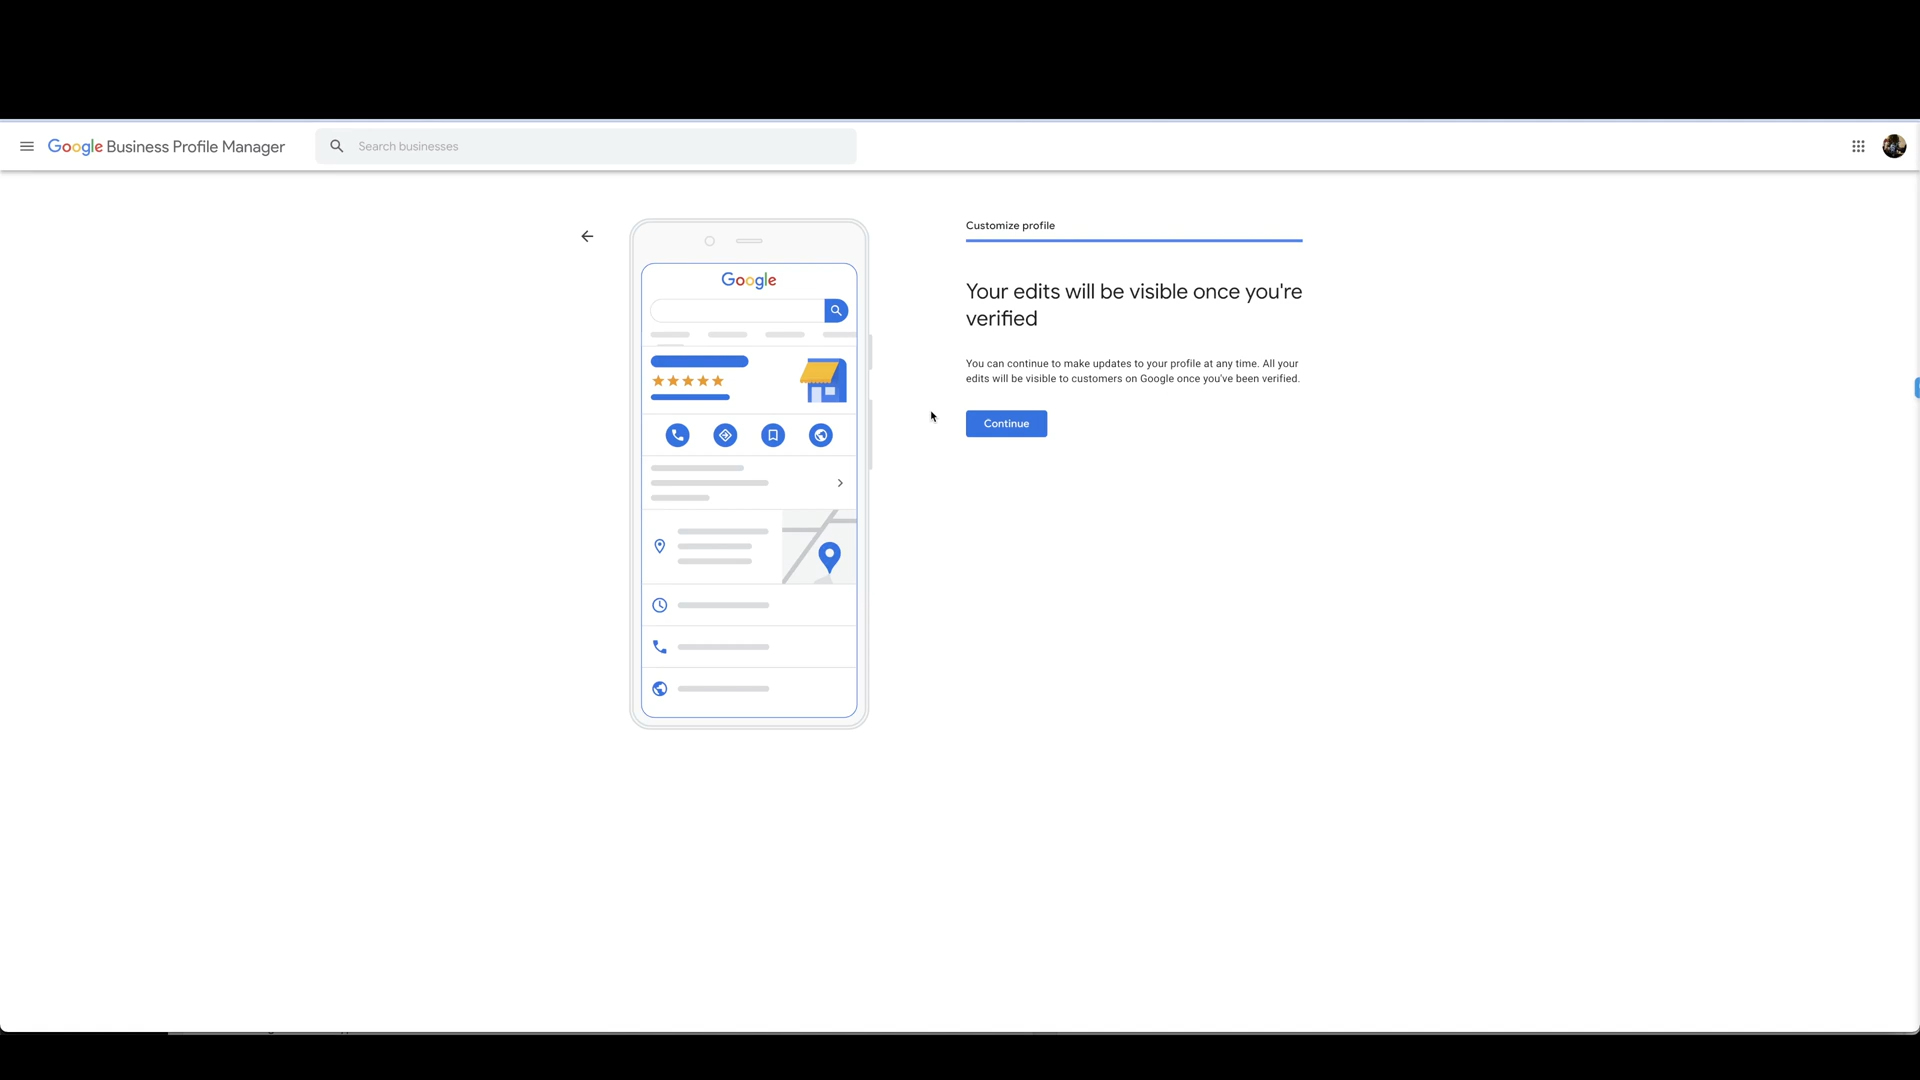 Google Business Profile Manager
Search businesses
Customize profile
Google
Your edits will be visible once you're
verified
You can continue to make updates to your profile at any time. All your
edits will be visible to customers on Google once you've been verified.
Continue